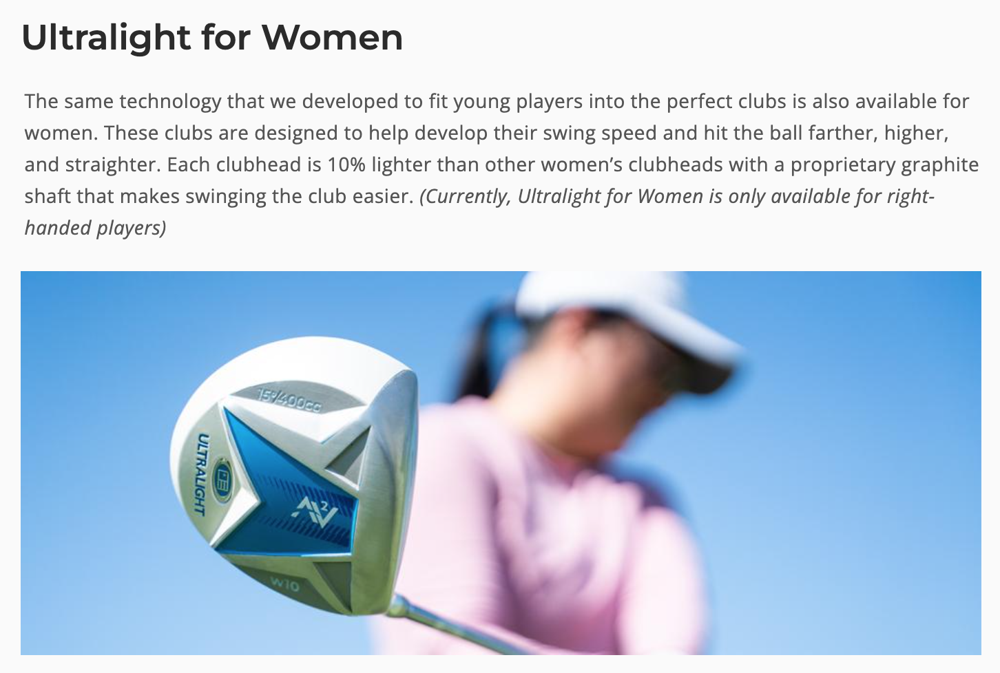 Ultralight for Women
The same technology that we developed to fit young players into the perfect clubs is also available for
women. These clubs are designed to help develop their swing speed and hit the ball farther, higher,
and straighter. Each clubhead is 10% lighter than other women’s clubheads with a proprietary graphite
shaft that makes swinging the club easier. (Currently, Ultralight for Women is only available for right-
handed players)
15°/400cc
ULTRALIGHT
W10